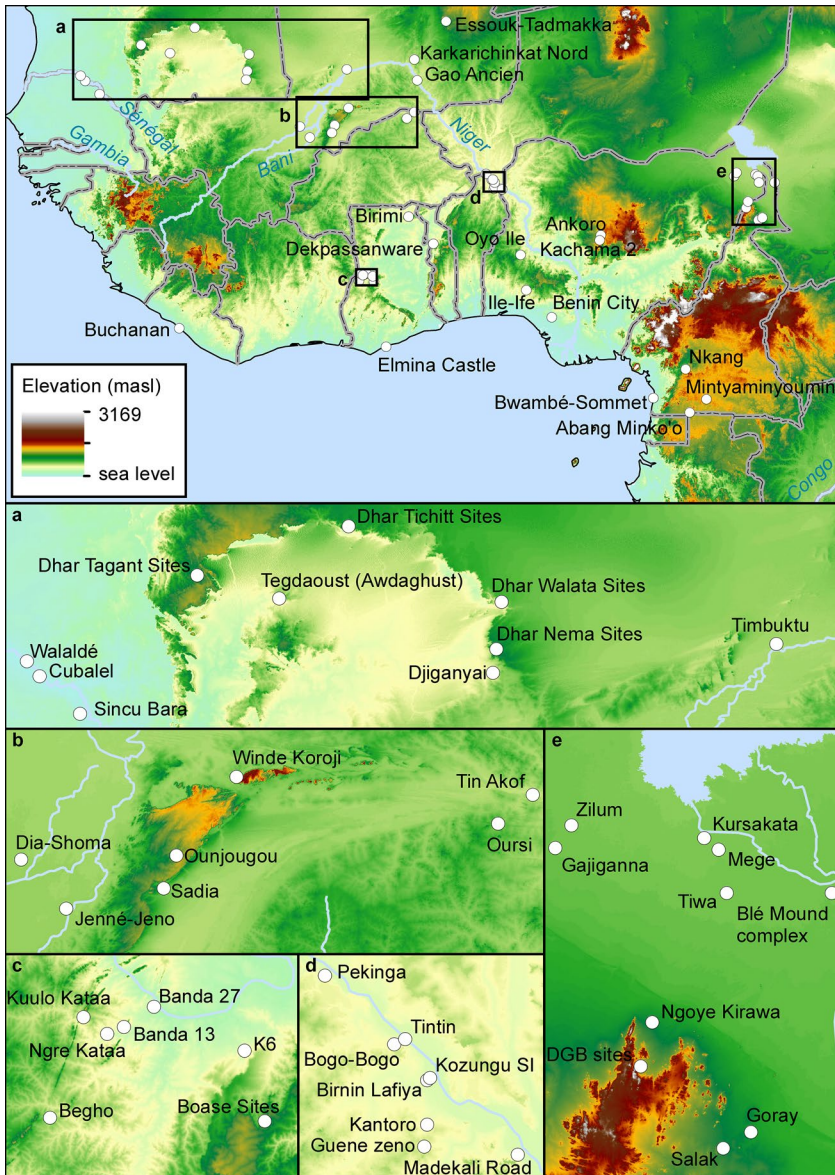 a
Essouk-Tadmakka
Karkarichinkat Nord
Gao Ancien
Sénégal
Gambia
b
Bani
Niger
e
d
Birimi
Ankoro
Dekpassanware
Oyo Ile
Kachama 2
c
Ile-Ife
Benin City
Buchanan
Elmina Castle
Nkang
Mintyaminyoumin
Bwambé-Sommet
Abang Minko'o
Congo
Elevation (masl)
3169
sea level
a
Dhar Tichitt Sites
Dhar Tagant Sites
Tegdaoust (Awdaghust)
Dhar Walata Sites
Timbuktu
Dhar Nema Sites
Walaldé
Cubalel
Djiganyai
Sincu Bara
b
Winde Koroji
Tin Akof
Dia-Shoma
Oursi
Ounjougou
Sadia
Jenné-Jeno
e
Zilum
Kursakata
Gajiganna
Mege
Tiwa
Blé Mound
complex
Ngoye Kirawa
DGB sites
Goray
Salak
c
Kuulo Kataa
Banda 27
Banda 13
Ngre Kataa
K6
Begho
Boase Sites
d
Pekinga
Tintin
Bogo-Bogo
Kozungu SI
Birnin Lafiya
Kantoro
Guene zeno
Madekali Road